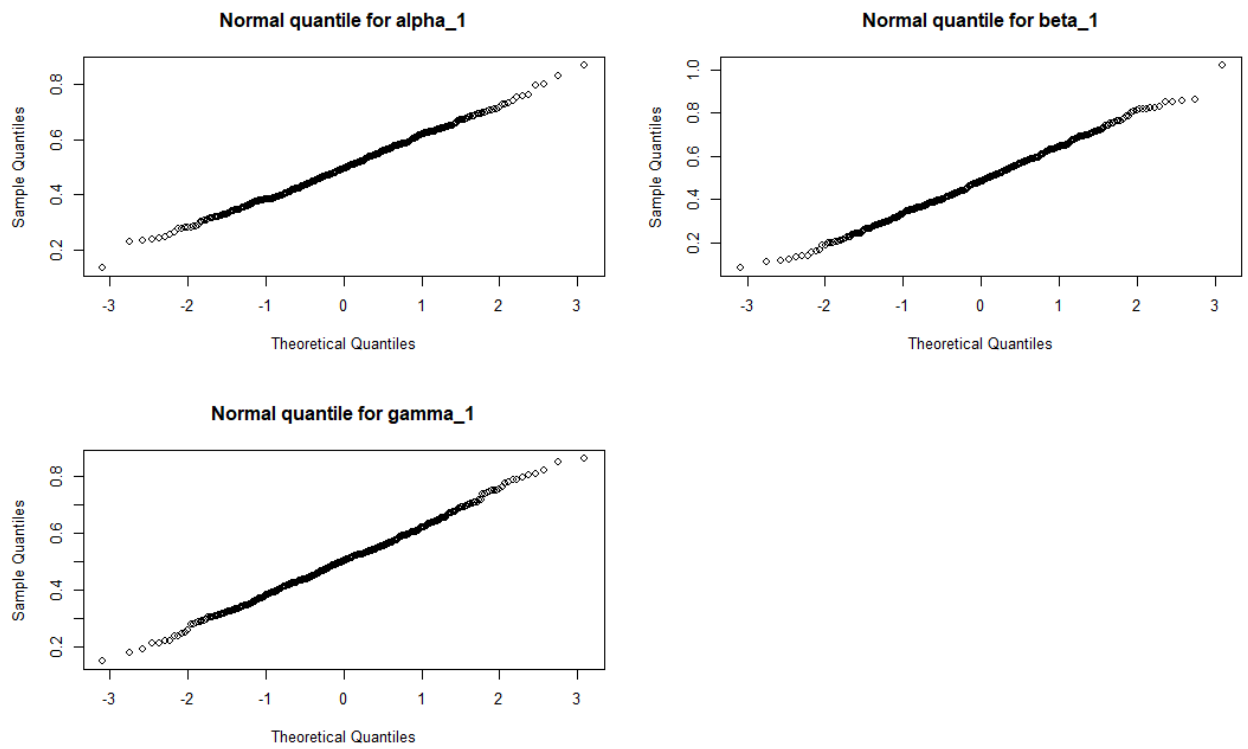 Normal quantile for alpha_1
Sample Quantiles
0.8
0.6
0.4
0.2
-3 -2 -1 0 1 2 3
Theoretical Quantiles
Normal quantile for beta_1
Sample Quantiles
1.0
0.8
0.6
0.4
0.2
-3 -2 -1 0 1 2 3
Theoretical Quantiles
Normal quantile for gamma_1
Sample Quantiles
0.8
0.6
0.4
0.2
-3 -2 -1 0 1 2 3
Theoretical Quantiles